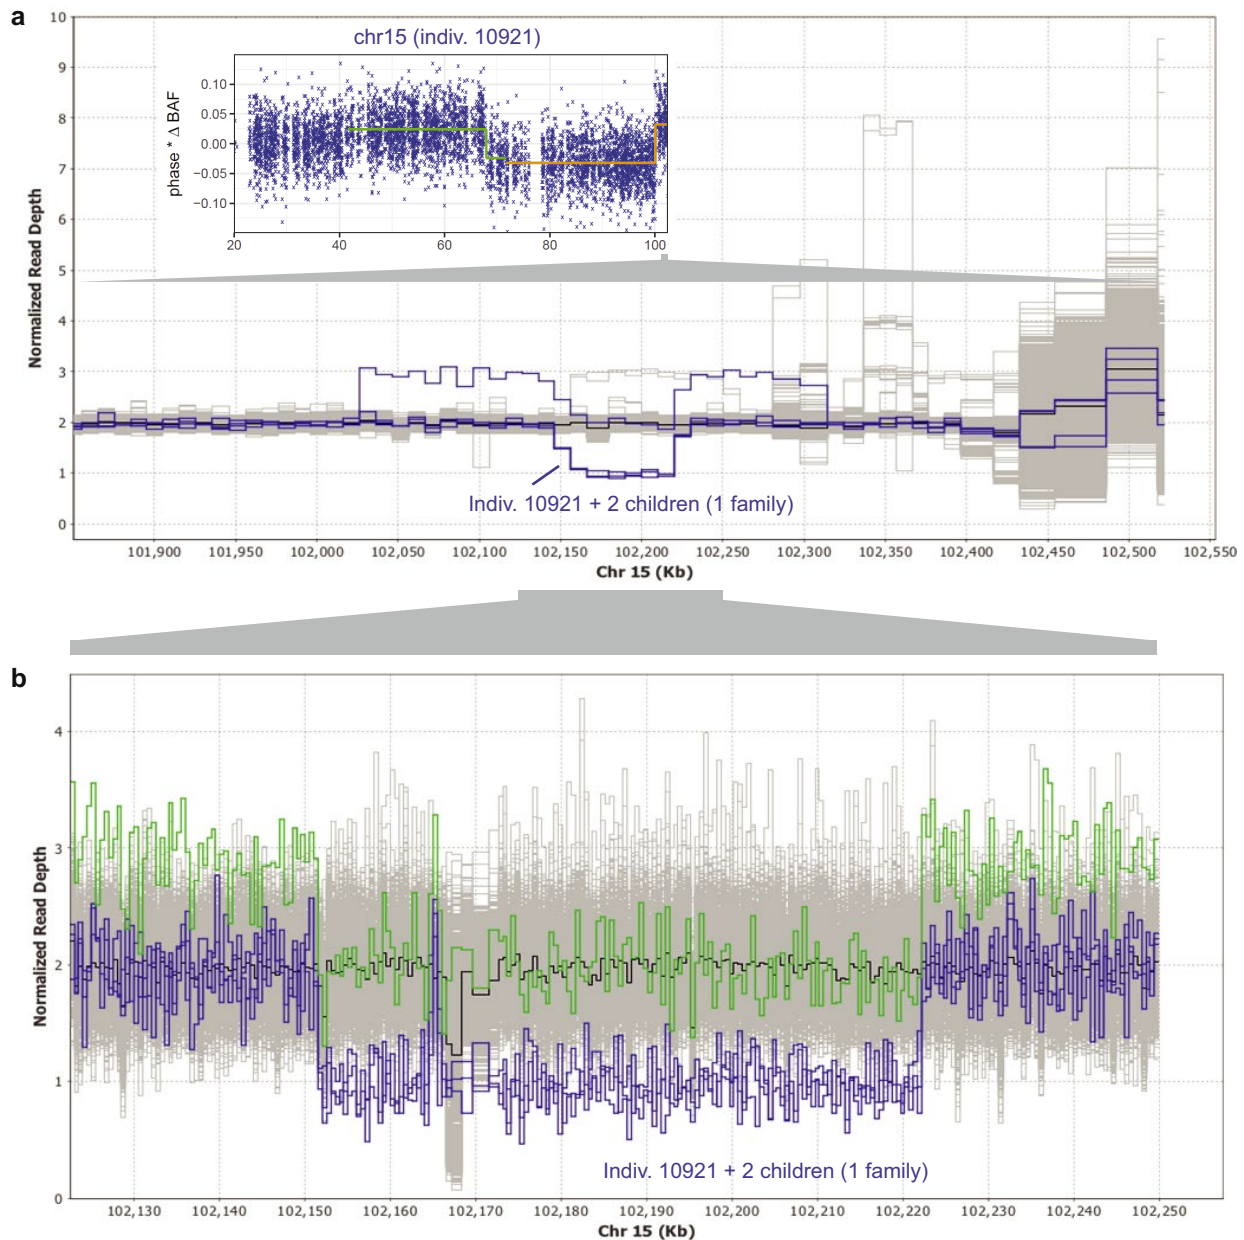 a
chr15 (indiv. 10921)
phase * Δ BAF
0.10
0.05
0.00
−0.05
−0.10
20 40 60 80 100
Normalized Read Depth
10
9
8
7
6
5
4
3
2
1
0
Indiv. 10921 + 2 children (1 family)
101,900 101,950 102,000 102,050 102,100 102,150 102,200 102,250 102,300 102,350 102,400 102,450 102,500 102,550
Chr 15 (Kb)
b
Normalized Read Depth
4
3
2
1
0
Indiv. 10921 + 2 children (1 family)
102,130 102,140 102,150 102,160 102,170 102,180 102,190 102,200 102,210 102,220 102,230 102,240 102,250
Chr 15 (Kb)